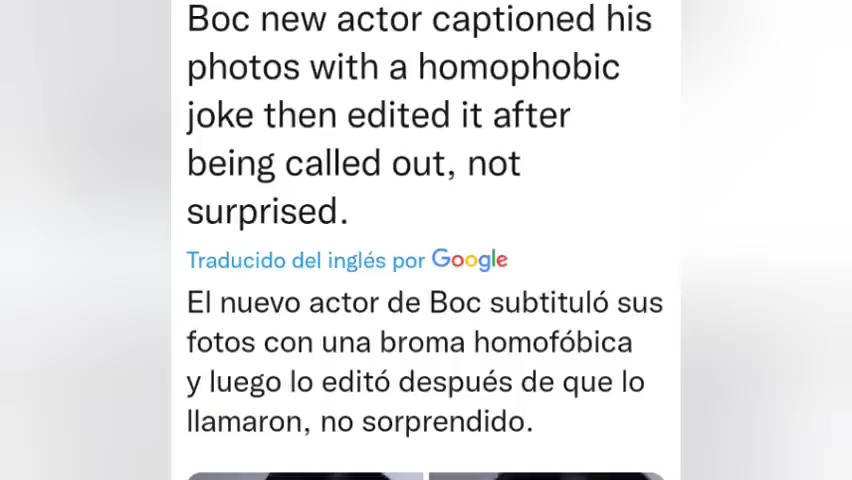 Boc new actor captioned his
photos with a homophobic
joke then edited it after
being called out, not
surprised.
Traducido del inglés por Google
El nuevo actor de Boc subtituló sus
fotos con una broma homofóbica
y luego lo editó después de que lo
llamaron, no sorprendido.